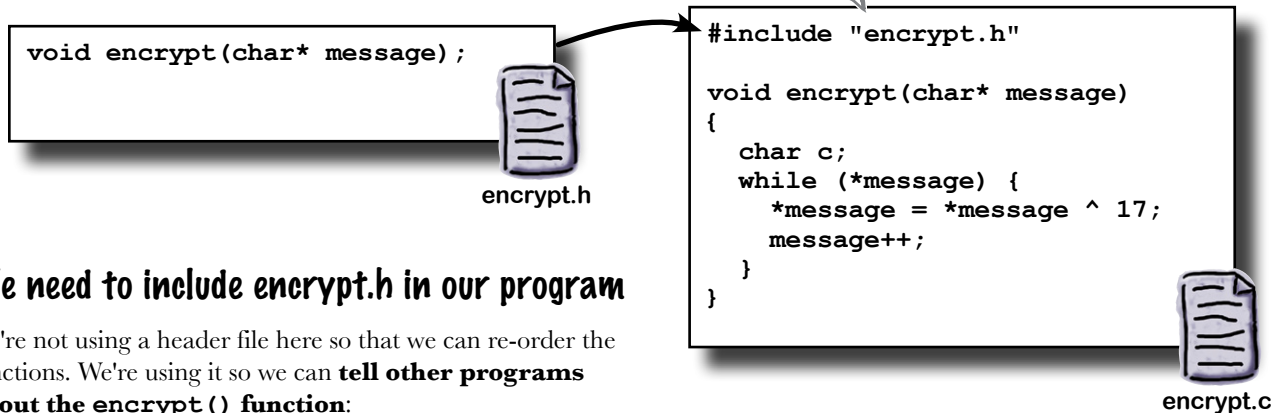 void encrypt(char* message);
encrypt.h
#include "encrypt.h"
void encrypt(char* message)
{
char c;
while (*message) {
*message = *message ^ 17;
message++;
}
}
encrypt.c
need to include encrypt.h in our program
're not using a header file here so that we can re-order the
ctions. We're using it so we can tell other programs
out the encrypt() function: